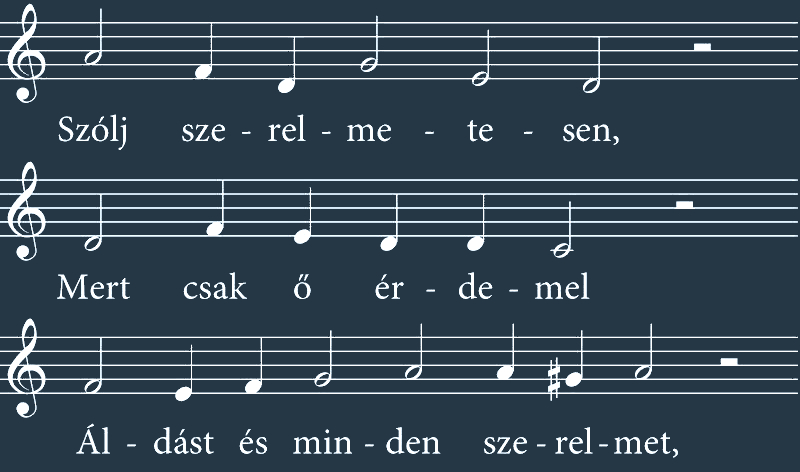 Szólj sze - rel - me - te - sen,
Mert csak ő ér - de - mel
Ál - dást és min - den sze - rel - met,